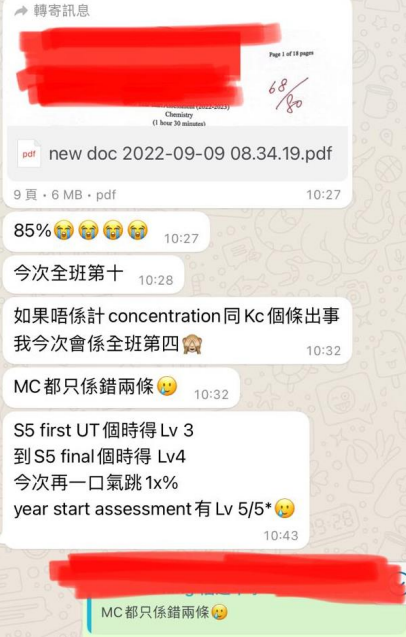 轉寄訊息
Page 1 of 18 pages
68/80
(2022-2023)
Chemistry
(1 hour 30 minutes)
pdf
new doc 2022-09-09 08.34.19.pdf
9 頁 • 6 MB • pdf
10:27
85%😭😭😭😭
10:27
今次全班第十
10:28
如果唔係計 concentration 同 Kc 個條出事
我今次會係全班第四🙈
10:32
MC 都只係錯兩條🥲
10:32
S5 first UT 個時得 Lv 3
到 S5 final 個時得 Lv4
今次再一口氣跳 1x%
year start assessment 有 Lv 5/5*🥲
10:43
MC 都只係錯兩條🥲